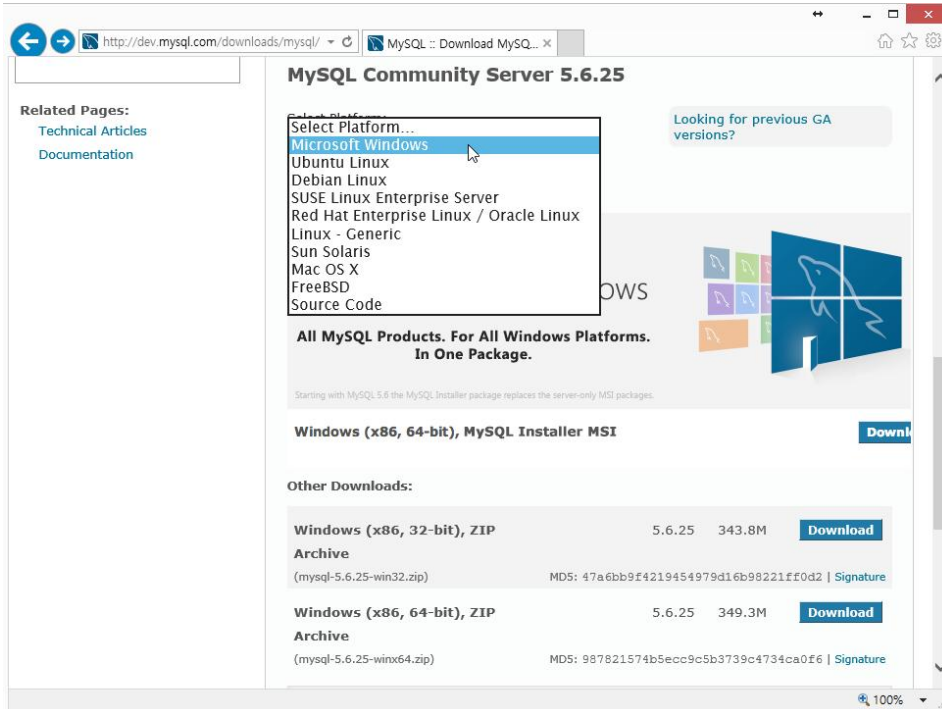 http://dev.mysql.com/downloads/mysql/
MySQL :: Download MySQ...
MySQL Community Server 5.6.25
Related Pages:
Technical Articles
Documentation
Select Platform:
Looking for previous GA
versions?
Select Platform...
Microsoft Windows
Ubuntu Linux
Debian Linux
SUSE Linux Enterprise Server
Red Hat Enterprise Linux / Oracle Linux
Linux - Generic
Sun Solaris
Mac OS X
FreeBSD
Source Code
All MySQL Products. For All Windows Platforms.
In One Package.
Starting with MySQL 5.6 the MySQL Installer package replaces the server-only MSI packages.
Windows (x86, 64-bit), MySQL Installer MSI
Other Downloads:
Windows (x86, 32-bit), ZIP Archive 5.6.25 343.8M Download
(mysql-5.6.25-win32.zip) MD5: 47a6bb9f4219454979d16b98221ff0d2 | Signature
Windows (x86, 64-bit), ZIP Archive 5.6.25 349.3M Download
(mysql-5.6.25-winx64.zip) MD5: 987821574b5ecc9c5b3739c4734ca0f6 | Signature
100%